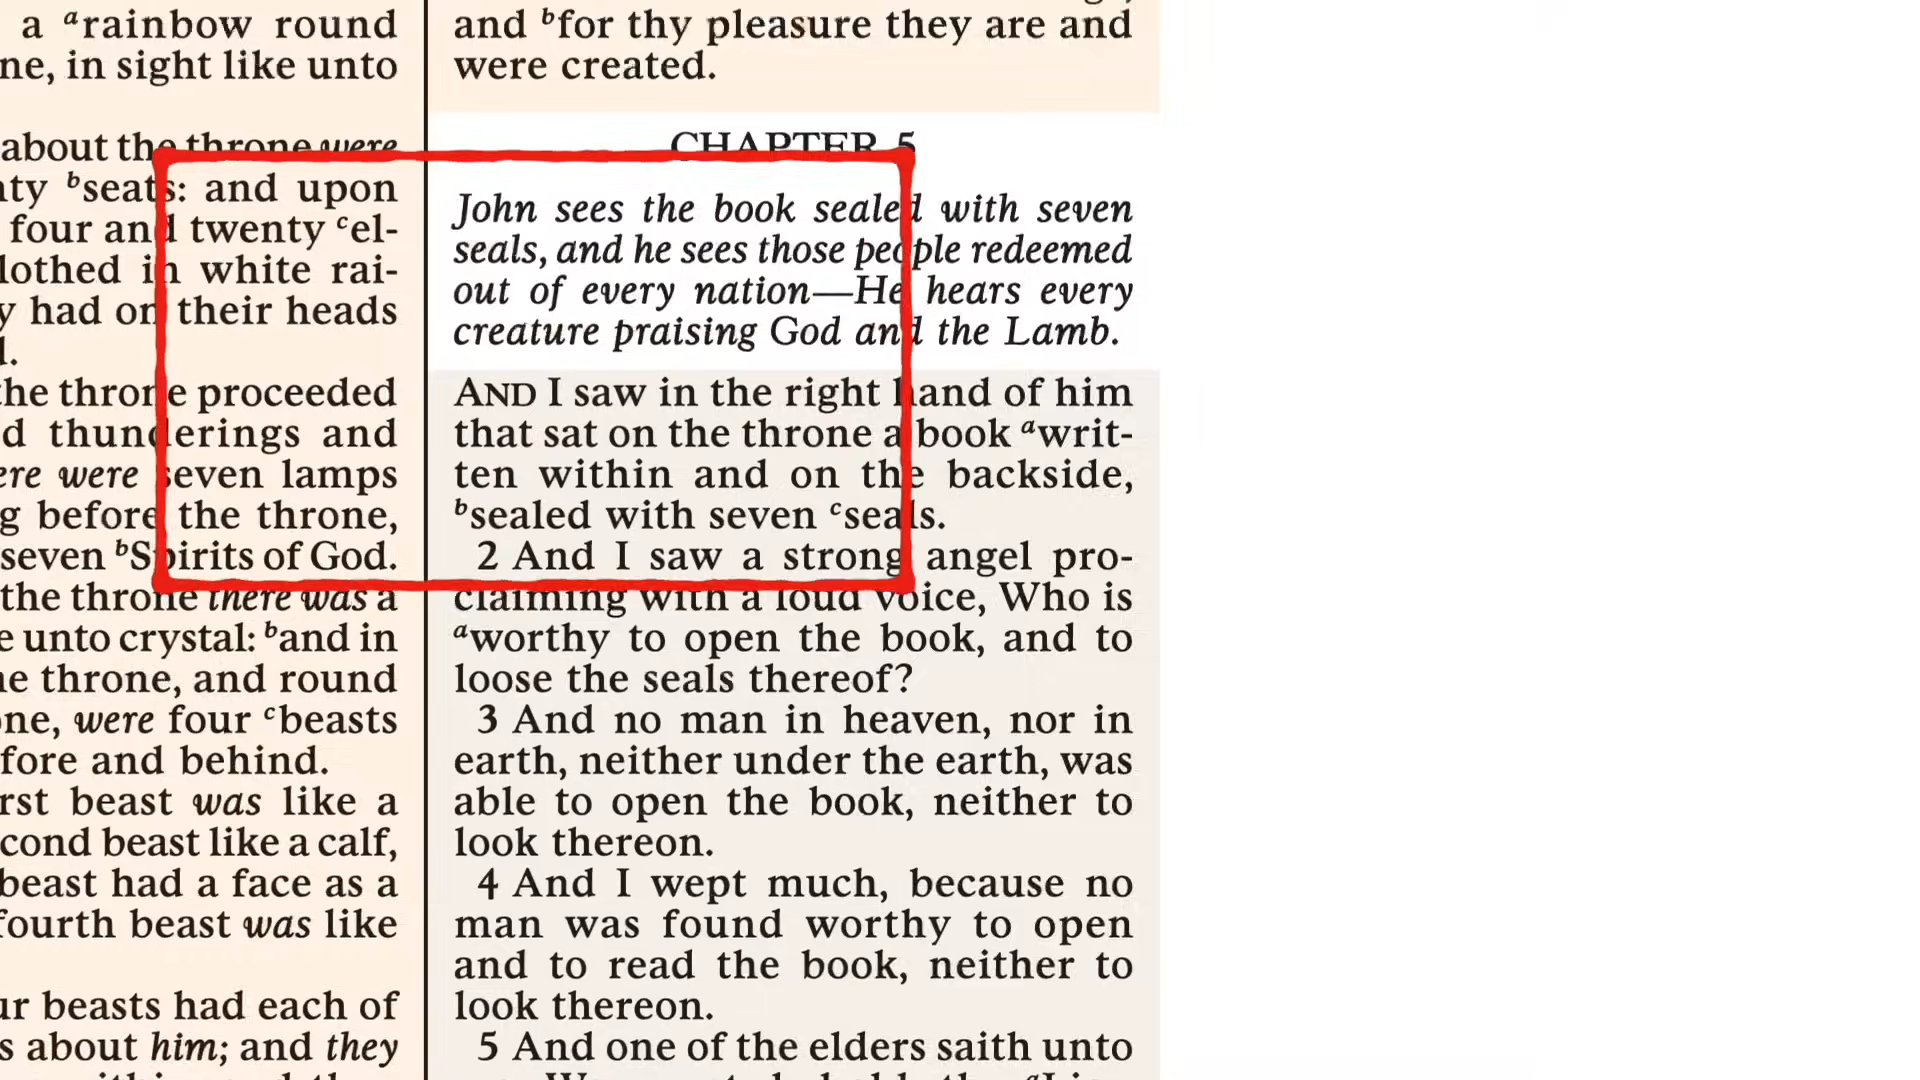 a ᵃrainbow round
ne, in sight like unto
about the throne were
nty ᵇseats: and upon
four and twenty ᶜel-
lothed in white rai-
y had on their heads
d.
the throne proceeded
d thunderings and
ere were seven lamps
g before the throne,
seven ᵇSpirits of God.
the throne there was a
e unto crystal: ᵇand in
ne throne, and round
one, were four ᶜbeasts
fore and behind.
rst beast was like a
cond beast like a calf,
beast had a face as a
fourth beast was like
ur beasts had each of
s about him; and they
and ᵇfor thy pleasure they are and
were created.
CHAPTER 5
John sees the book sealed with seven
seals, and he sees those people redeemed
out of every nation—He hears every
creature praising God and the Lamb.
AND I saw in the right hand of him
that sat on the throne a book ᵃwrit-
ten within and on the backside,
ᵇsealed with seven ᶜseals.
2 And I saw a strong angel pro-
claiming with a loud voice, Who is
ᵃworthy to open the book, and to
loose the seals thereof?
3 And no man in heaven, nor in
earth, neither under the earth, was
able to open the book, neither to
look thereon.
4 And I wept much, because no
man was found worthy to open
and to read the book, neither to
look thereon.
5 And one of the elders saith unto